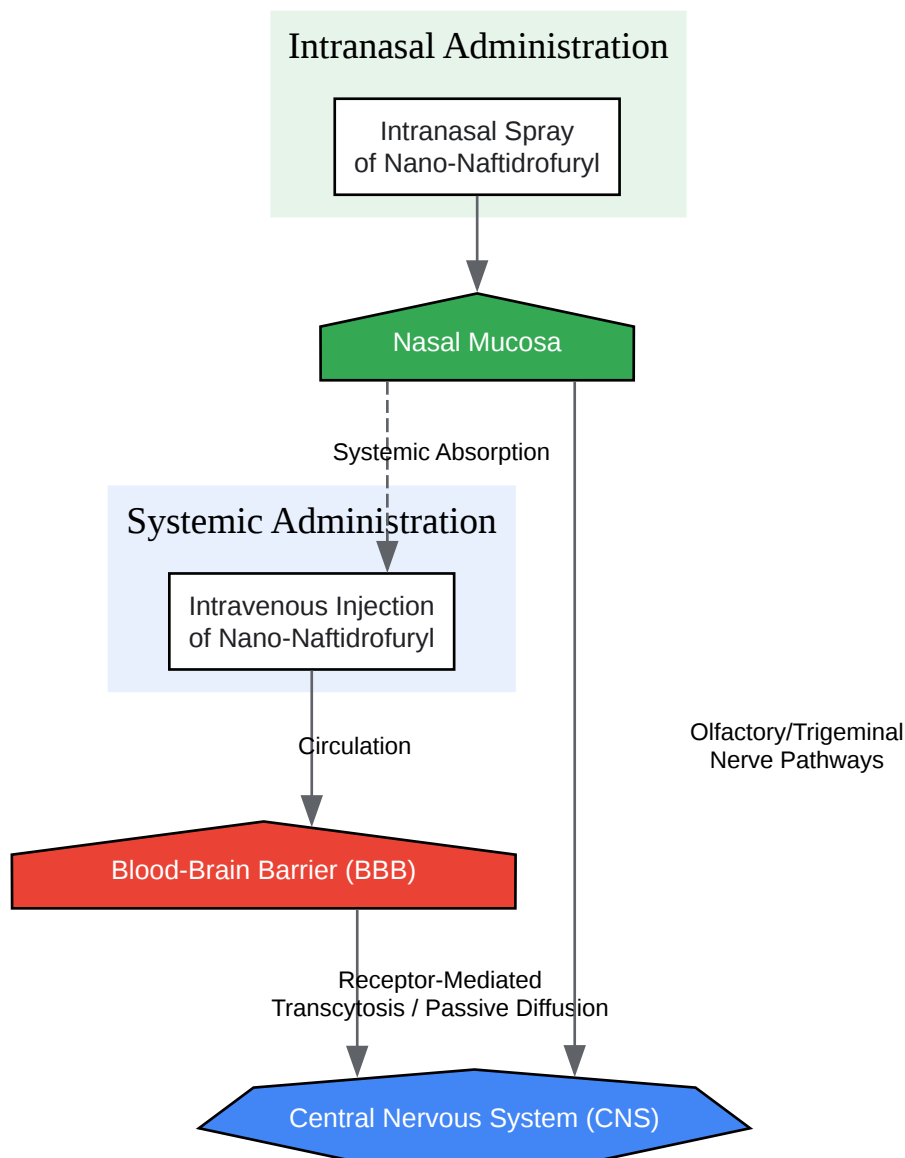 Intranasal Administration
Intranasal Spray
of Nano-Naftidrofuryl
Nasal Mucosa
Systemic Absorption
Systemic Administration
Intravenous Injection
of Nano-Naftidrofuryl
Circulation
Olfactory/Trigeminal
Nerve Pathways
Blood-Brain Barrier (BBB)
Receptor-Mediated
Transcytosis / Passive Diffusion
Central Nervous System (CNS)